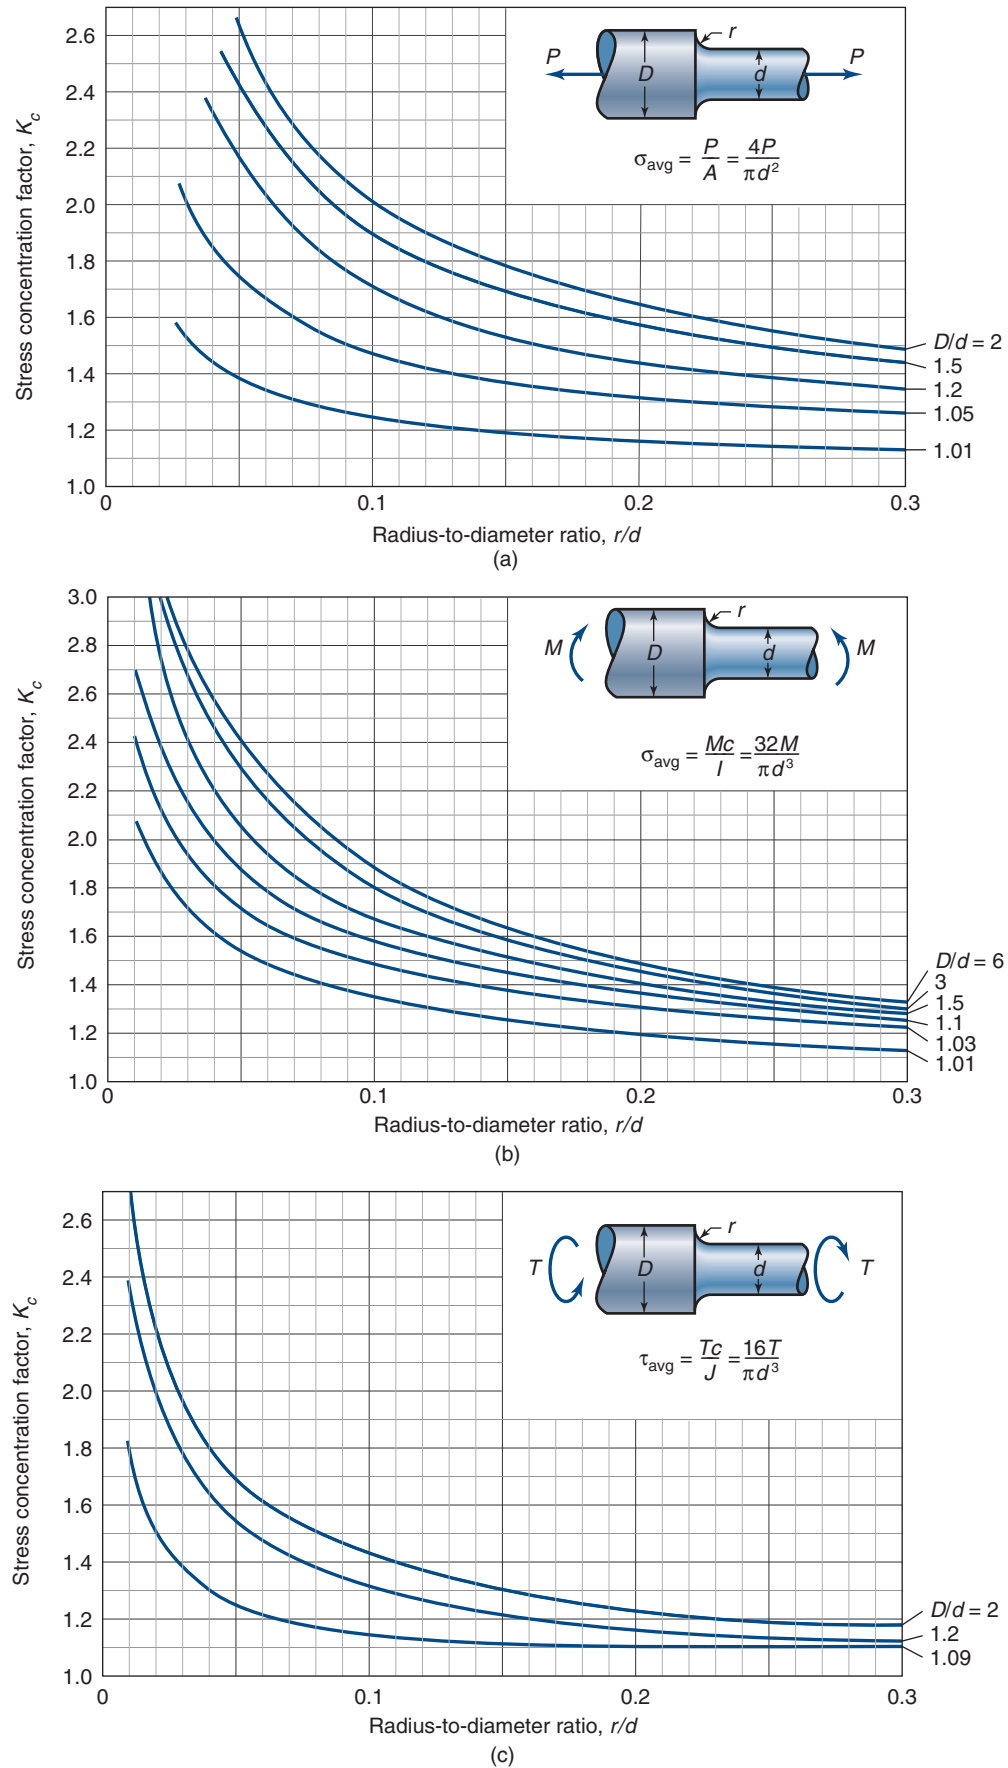 2.6
2.4
2.2
2.0
1.8
1.6
1.4
1.2
1.0
Stress concentration factor, K_c
P
D
d
r
P
σ_avg = P/A = 4P/πd²
D/d = 2
1.5
1.2
1.05
1.01
0 0.1 0.2 0.3
Radius-to-diameter ratio, r/d
(a)
3.0
2.8
2.6
2.4
2.2
2.0
1.8
1.6
1.4
1.2
1.0
Stress concentration factor, K_c
M
D
d
r
M
σ_avg = Mc/I = 32M/πd³
D/d = 6
3
1.5
1.1
1.03
1.01
0 0.1 0.2 0.3
Radius-to-diameter ratio, r/d
(b)
2.6
2.4
2.2
2.0
1.8
1.6
1.4
1.2
1.0
Stress concentration factor, K_c
T
D
d
r
T
τ_avg = Tc/J = 16T/πd³
D/d = 2
1.2
1.09
0 0.1 0.2 0.3
Radius-to-diameter ratio, r/d
(c)